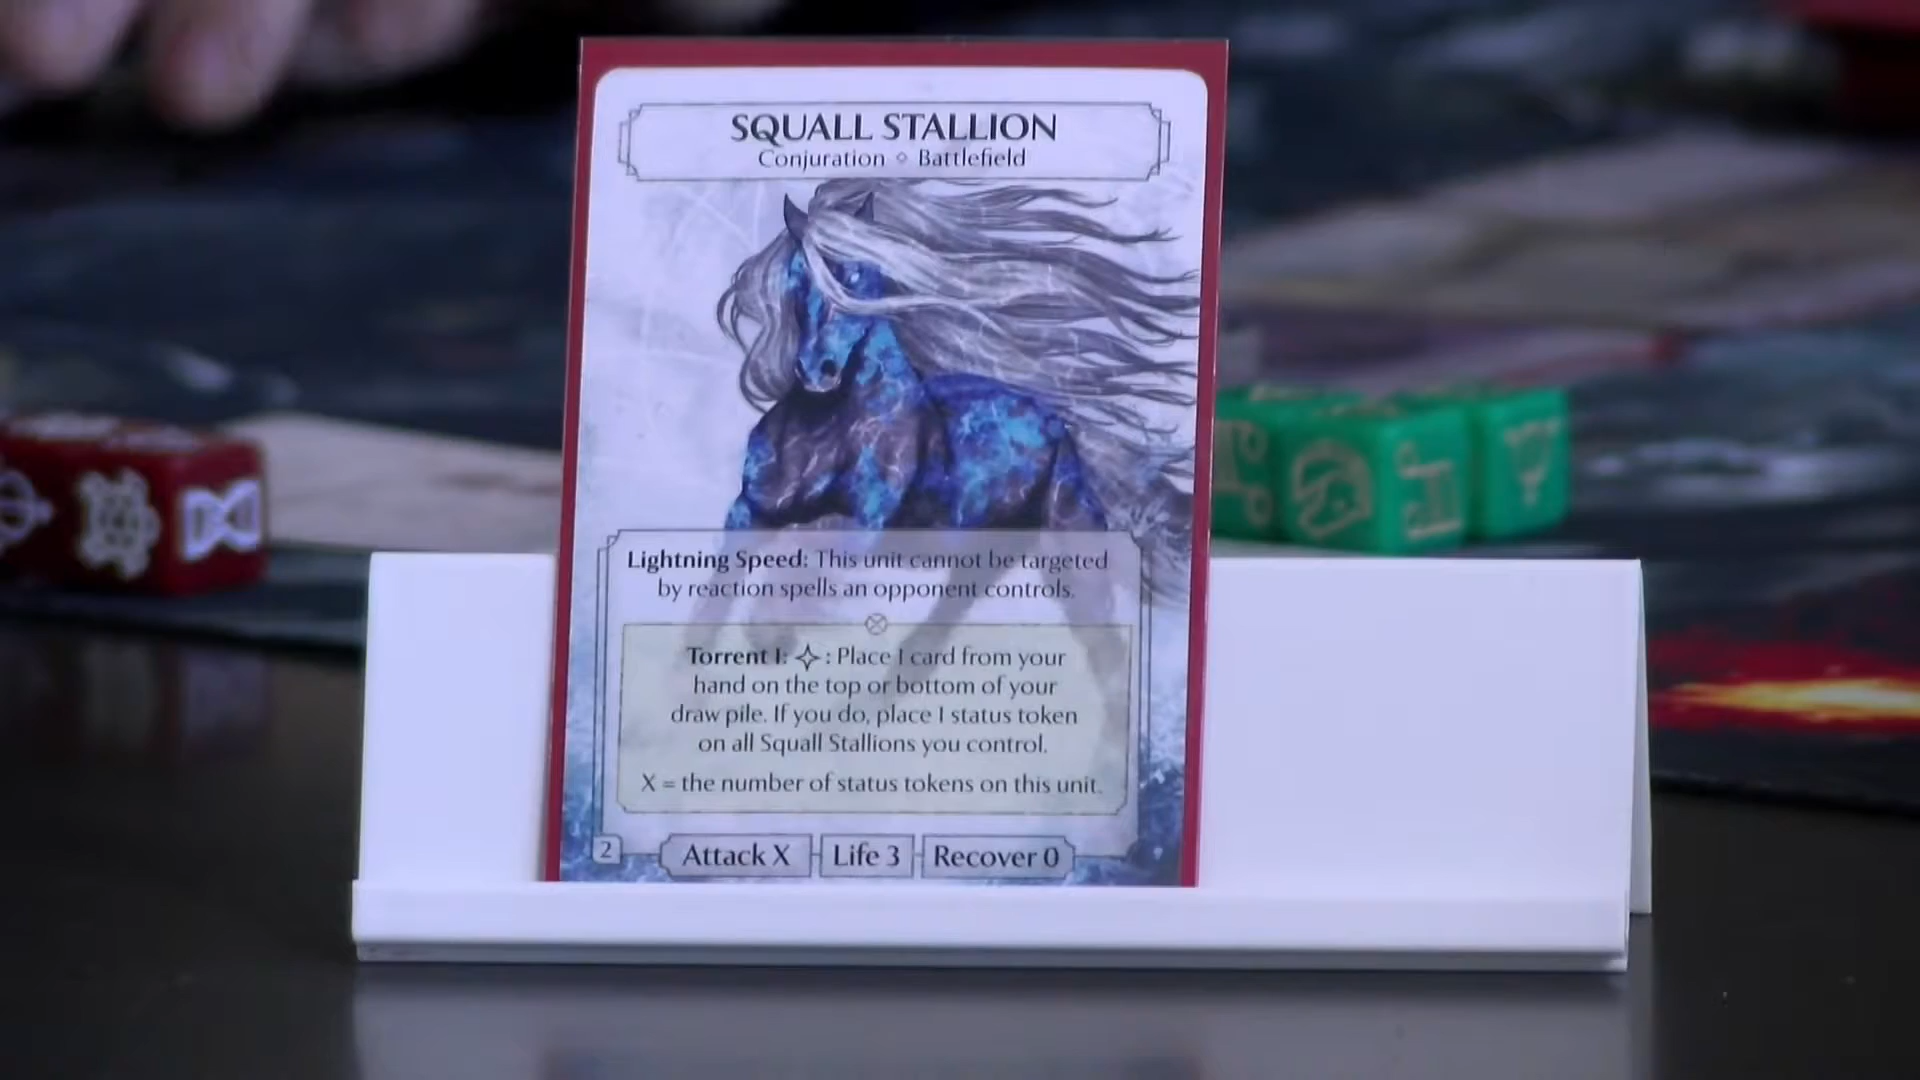 SQUALL STALLION
Conjuration ⋄ Battlefield
Lightning Speed: This unit cannot be targeted
by reaction spells an opponent controls.
Torrent 1: ✧: Place 1 card from your
hand on the top or bottom of your
draw pile. If you do, place 1 status token
on all Squall Stallions you control.
X = the number of status tokens on this unit.
2
Attack X
Life 3
Recover 0